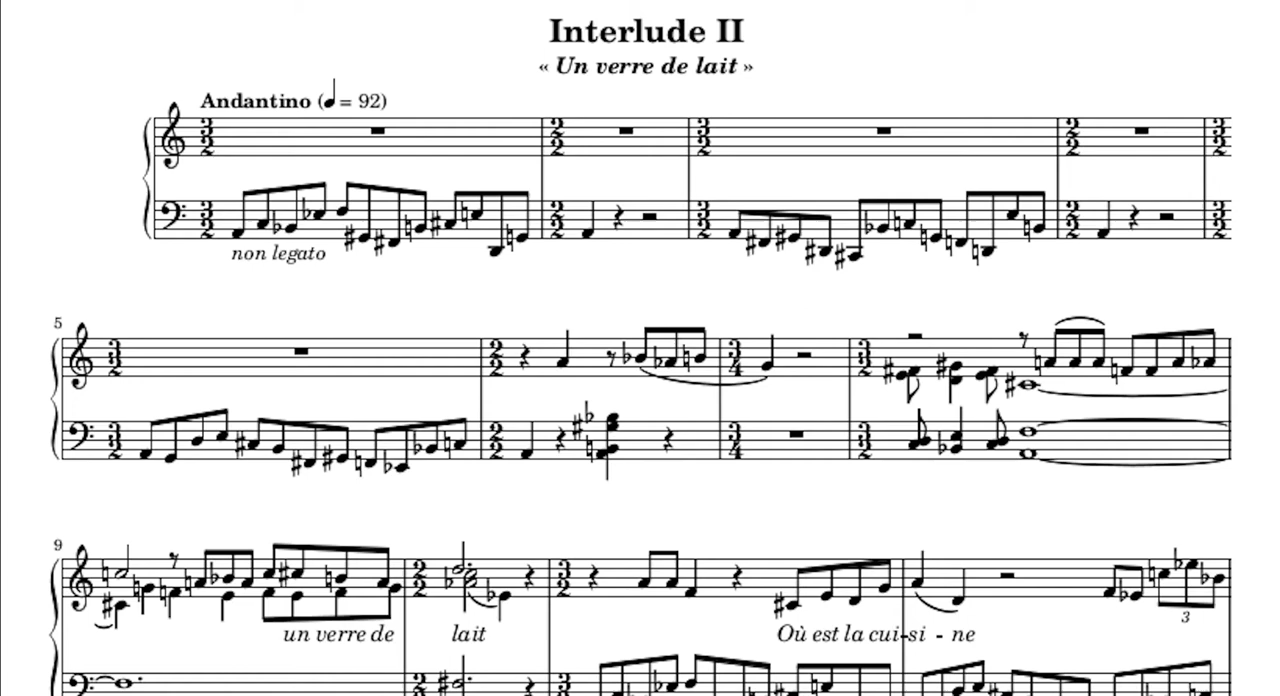 Interlude II
« Un verre de lait »
Andantino (♩ = 92)
non legato
5
9
un verre de lait Où est la cui-si - ne
3